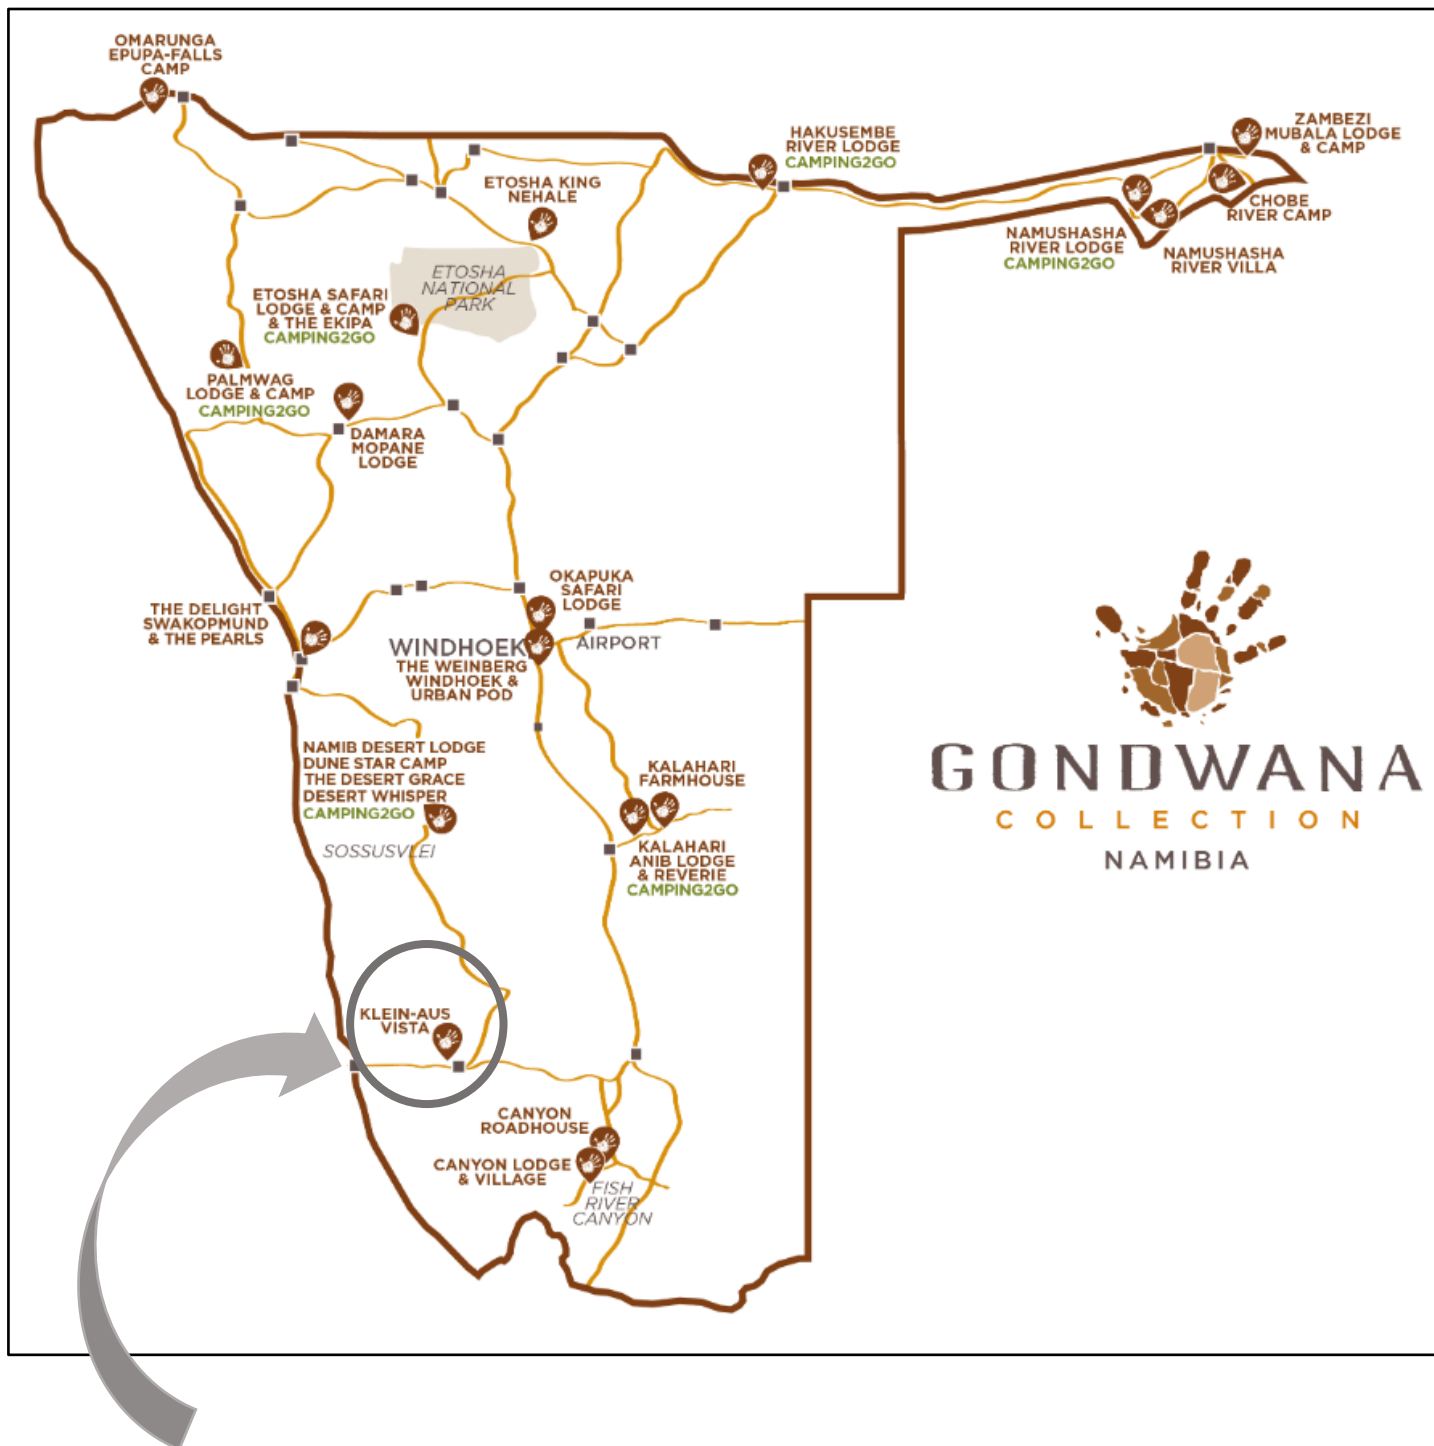 OMARUNGA
EPUPA-FALLS
CAMP
HAKUSEMBE
RIVER LODGE
CAMPING2GO
ZAMBEZI
MUBALA LODGE
& CAMP
ETOSHA KING
NEHALE
CHOBE
RIVER CAMP
NAMUSHASHA
RIVER LODGE
CAMPING2GO
NAMUSHASHA
RIVER VILLA
ETOSHA
NATIONAL
PARK
ETOSHA SAFARI
LODGE & CAMP
& THE EKIPA
CAMPING2GO
PALMWAG
LODGE & CAMP
CAMPING2GO
DAMARA
MOPANE
LODGE
OKAPUKA
SAFARI
LODGE
THE DELIGHT
SWAKOPMUND
& THE PEARLS
WINDHOEK
AIRPORT
THE WEINBERG
WINDHOEK &
URBAN POD
NAMIB DESERT LODGE
DUNE STAR CAMP
THE DESERT GRACE
DESERT WHISPER
CAMPING2GO
SOSSUSVLEI
KALAHARI
FARMHOUSE
KALAHARI
ANIB LODGE
& REVERIE
CAMPING2GO
GONDWANA
COLLECTION
NAMIBIA
KLEIN-AUS
VISTA
CANYON
ROADHOUSE
CANYON LODGE
& VILLAGE
FISH
RIVER
CANYON